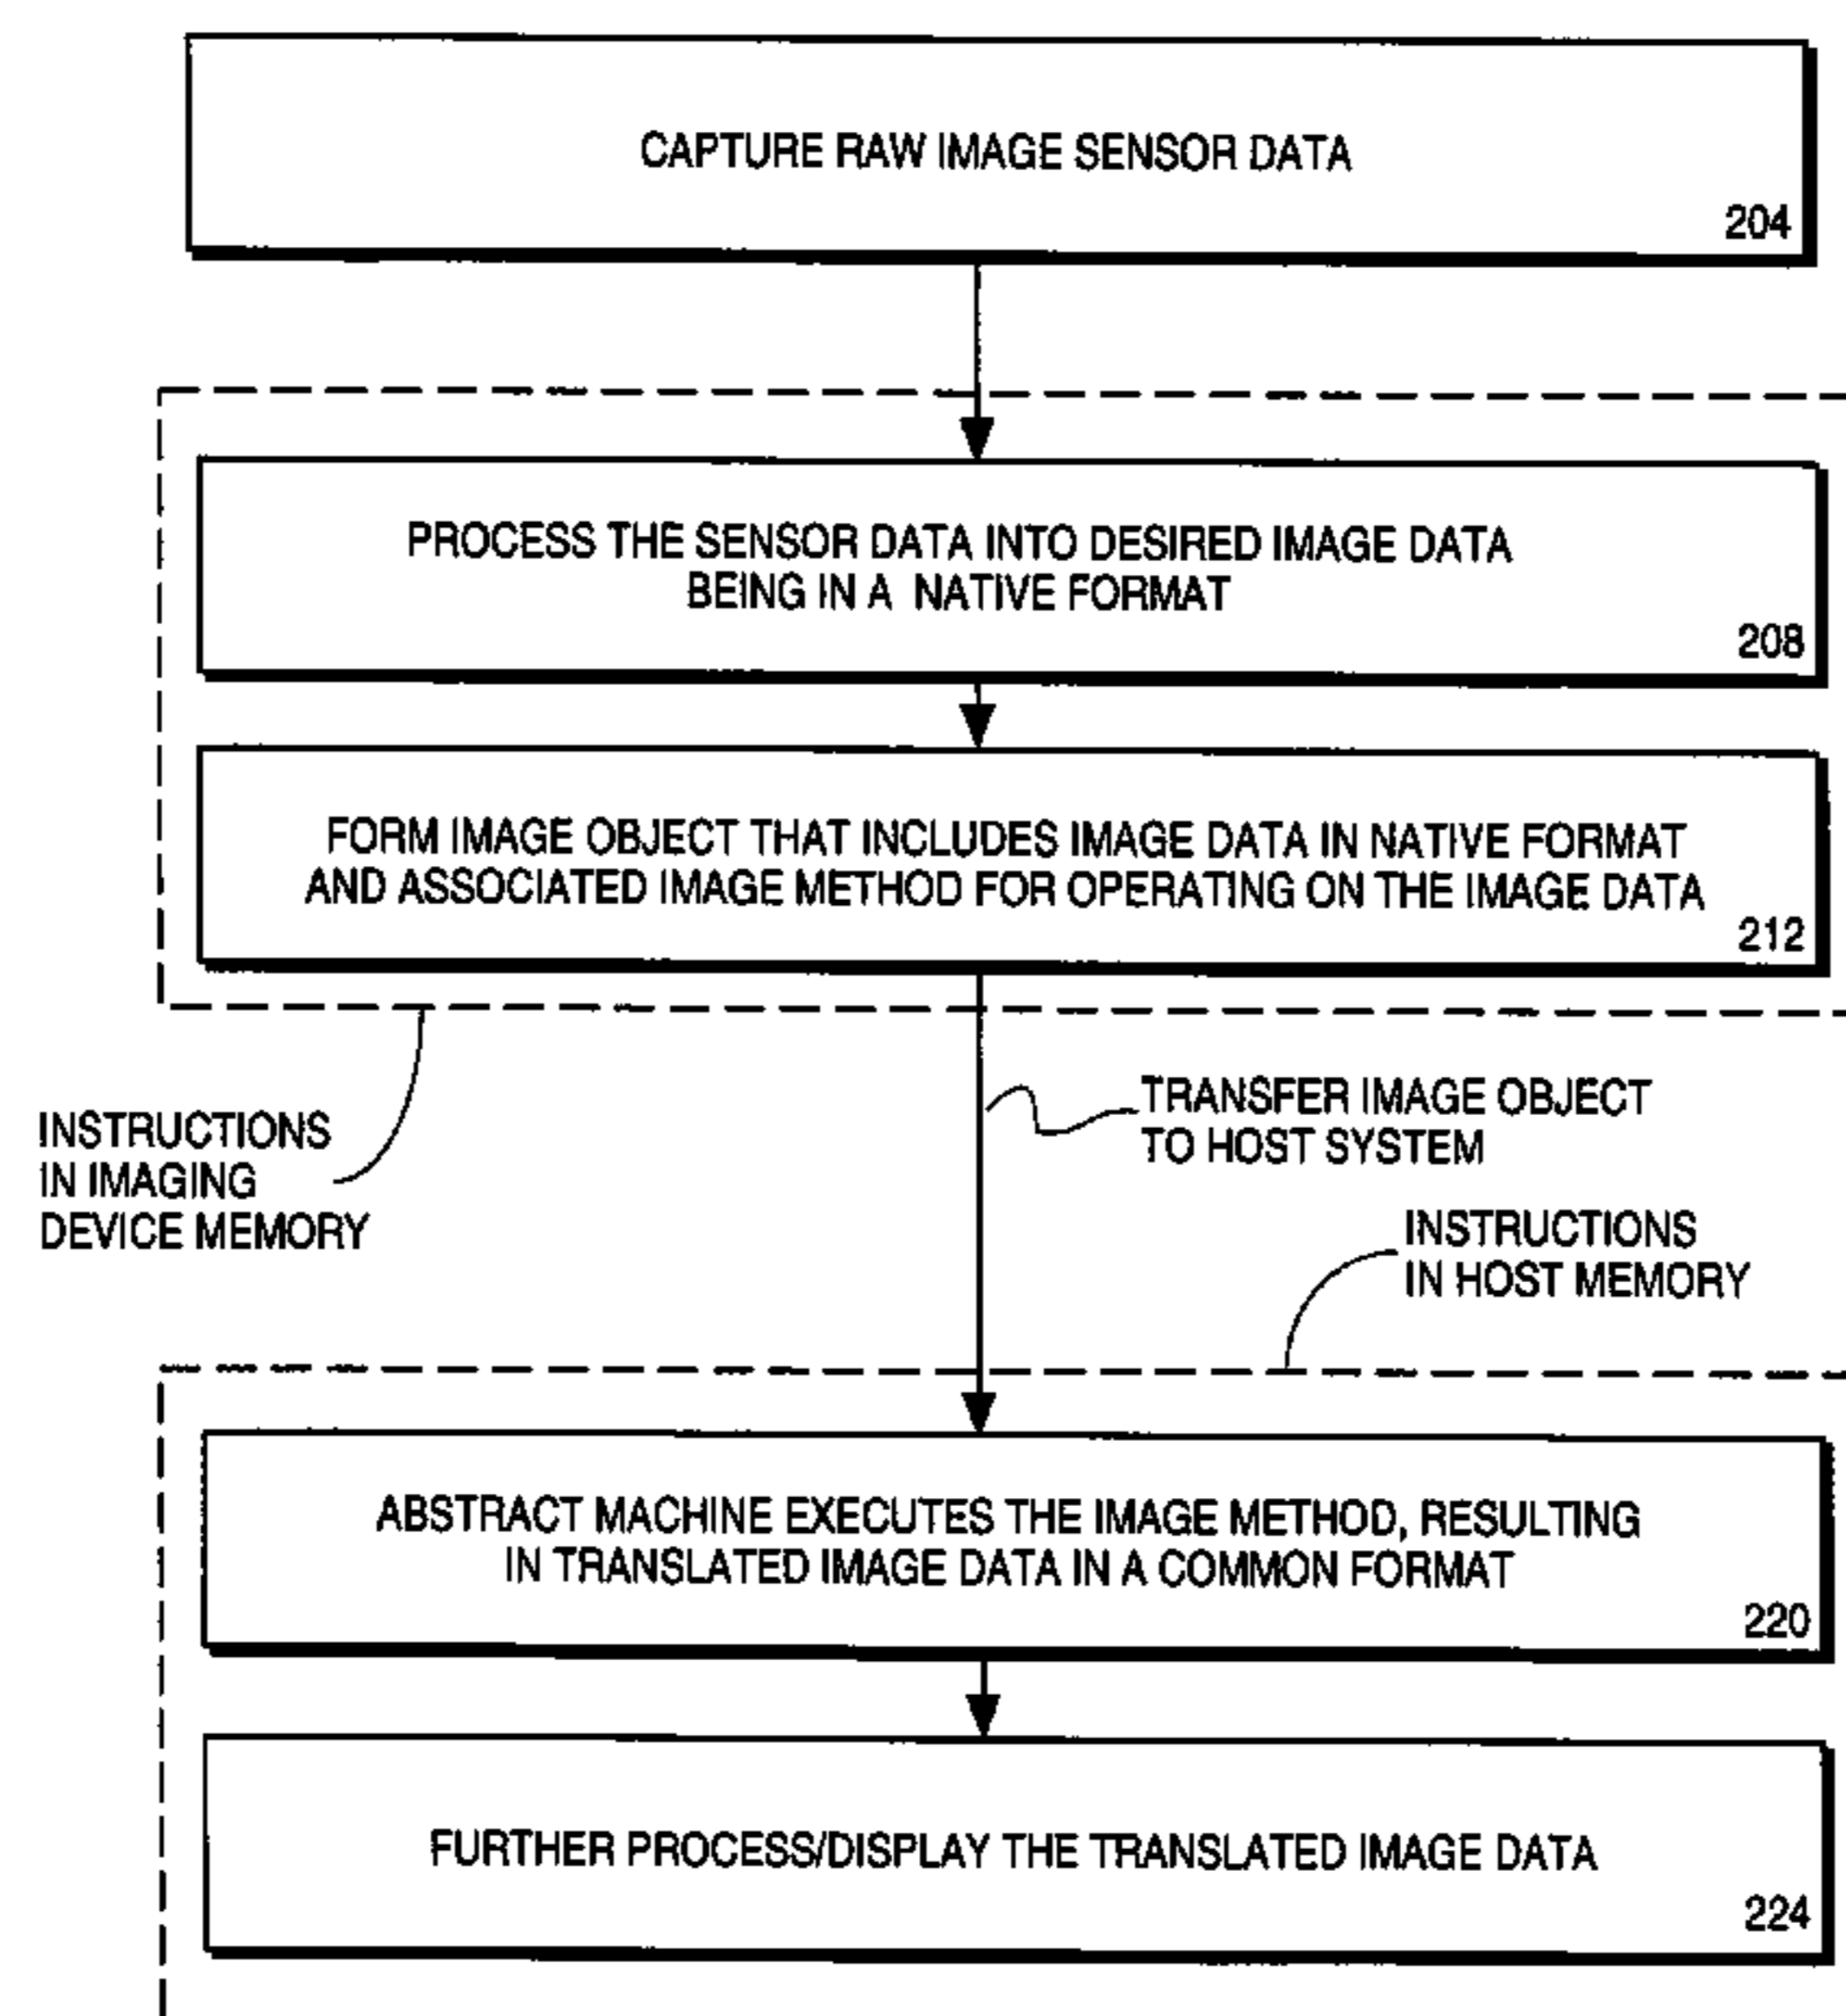 CAPTURE RAW IMAGE SENSOR DATA
204
PROCESS THE SENSOR DATA INTO DESIRED IMAGE DATA
BEING IN A NATIVE FORMAT
208
FORM IMAGE OBJECT THAT INCLUDES IMAGE DATA IN NATIVE FORMAT
AND ASSOCIATED IMAGE METHOD FOR OPERATING ON THE IMAGE DATA
212
INSTRUCTIONS
IN IMAGING
DEVICE MEMORY
TRANSFER IMAGE OBJECT
TO HOST SYSTEM
INSTRUCTIONS
IN HOST MEMORY
ABSTRACT MACHINE EXECUTES THE IMAGE METHOD, RESULTING
IN TRANSLATED IMAGE DATA IN A COMMON FORMAT
220
FURTHER PROCESS/DISPLAY THE TRANSLATED IMAGE DATA
224